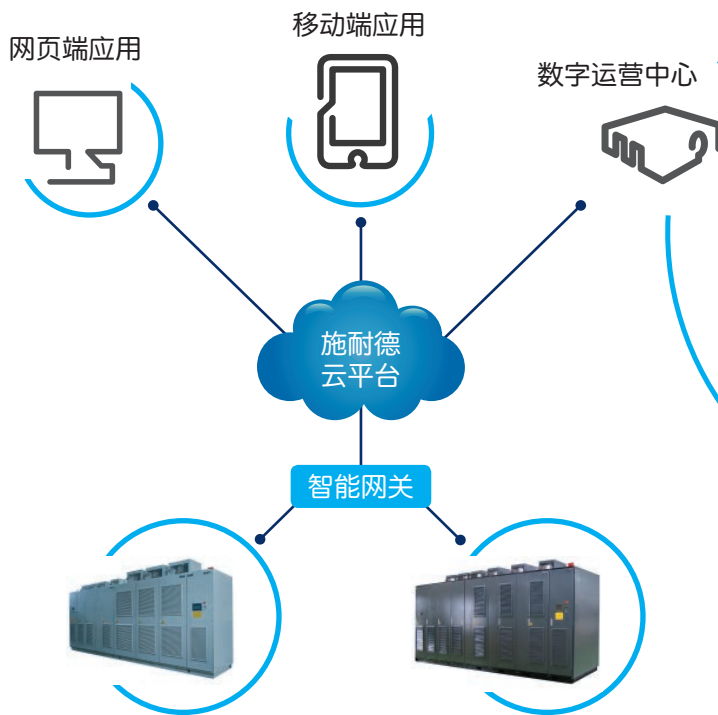 移动端应用
网页端应用
数字运营中心
施耐德
云平台
智能网关